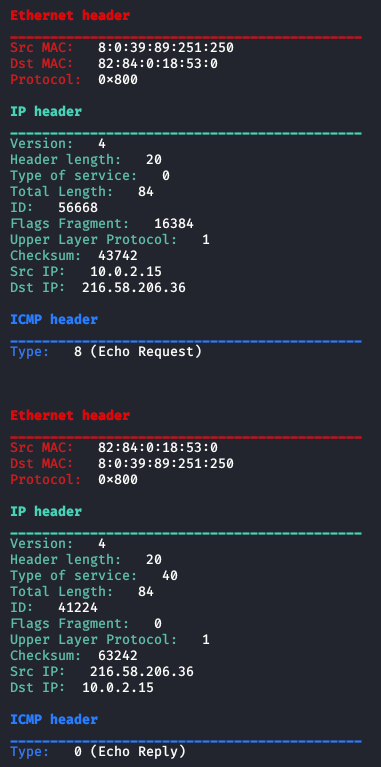 Ethernet header
Src MAC: 8:0:39:89:251:250
Dst MAC: 82:84:0:18:53:0
Protocol: 0×800
IP header
Version: 4
Header length: 20
Type of service: 0
Total Length: 84
ID: 56668
Flags Fragment: 16384
Upper Layer Protocol: 1
Checksum: 43742
Src IP: 10.0.2.15
Dst IP: 216.58.206.36
ICMP header
Type: 8 (Echo Request)
Ethernet header
Src MAC: 82:84:0:18:53:0
Dst MAC: 8:0:39:89:251:250
Protocol: 0×800
IP header
Version: 4
Header length: 20
Type of service: 40
Total Length: 84
ID: 41224
Flags Fragment: 0
Upper Layer Protocol: 1
Checksum: 63242
Src IP: 216.58.206.36
Dst IP: 10.0.2.15
ICMP header
Type: 0 (Echo Reply)